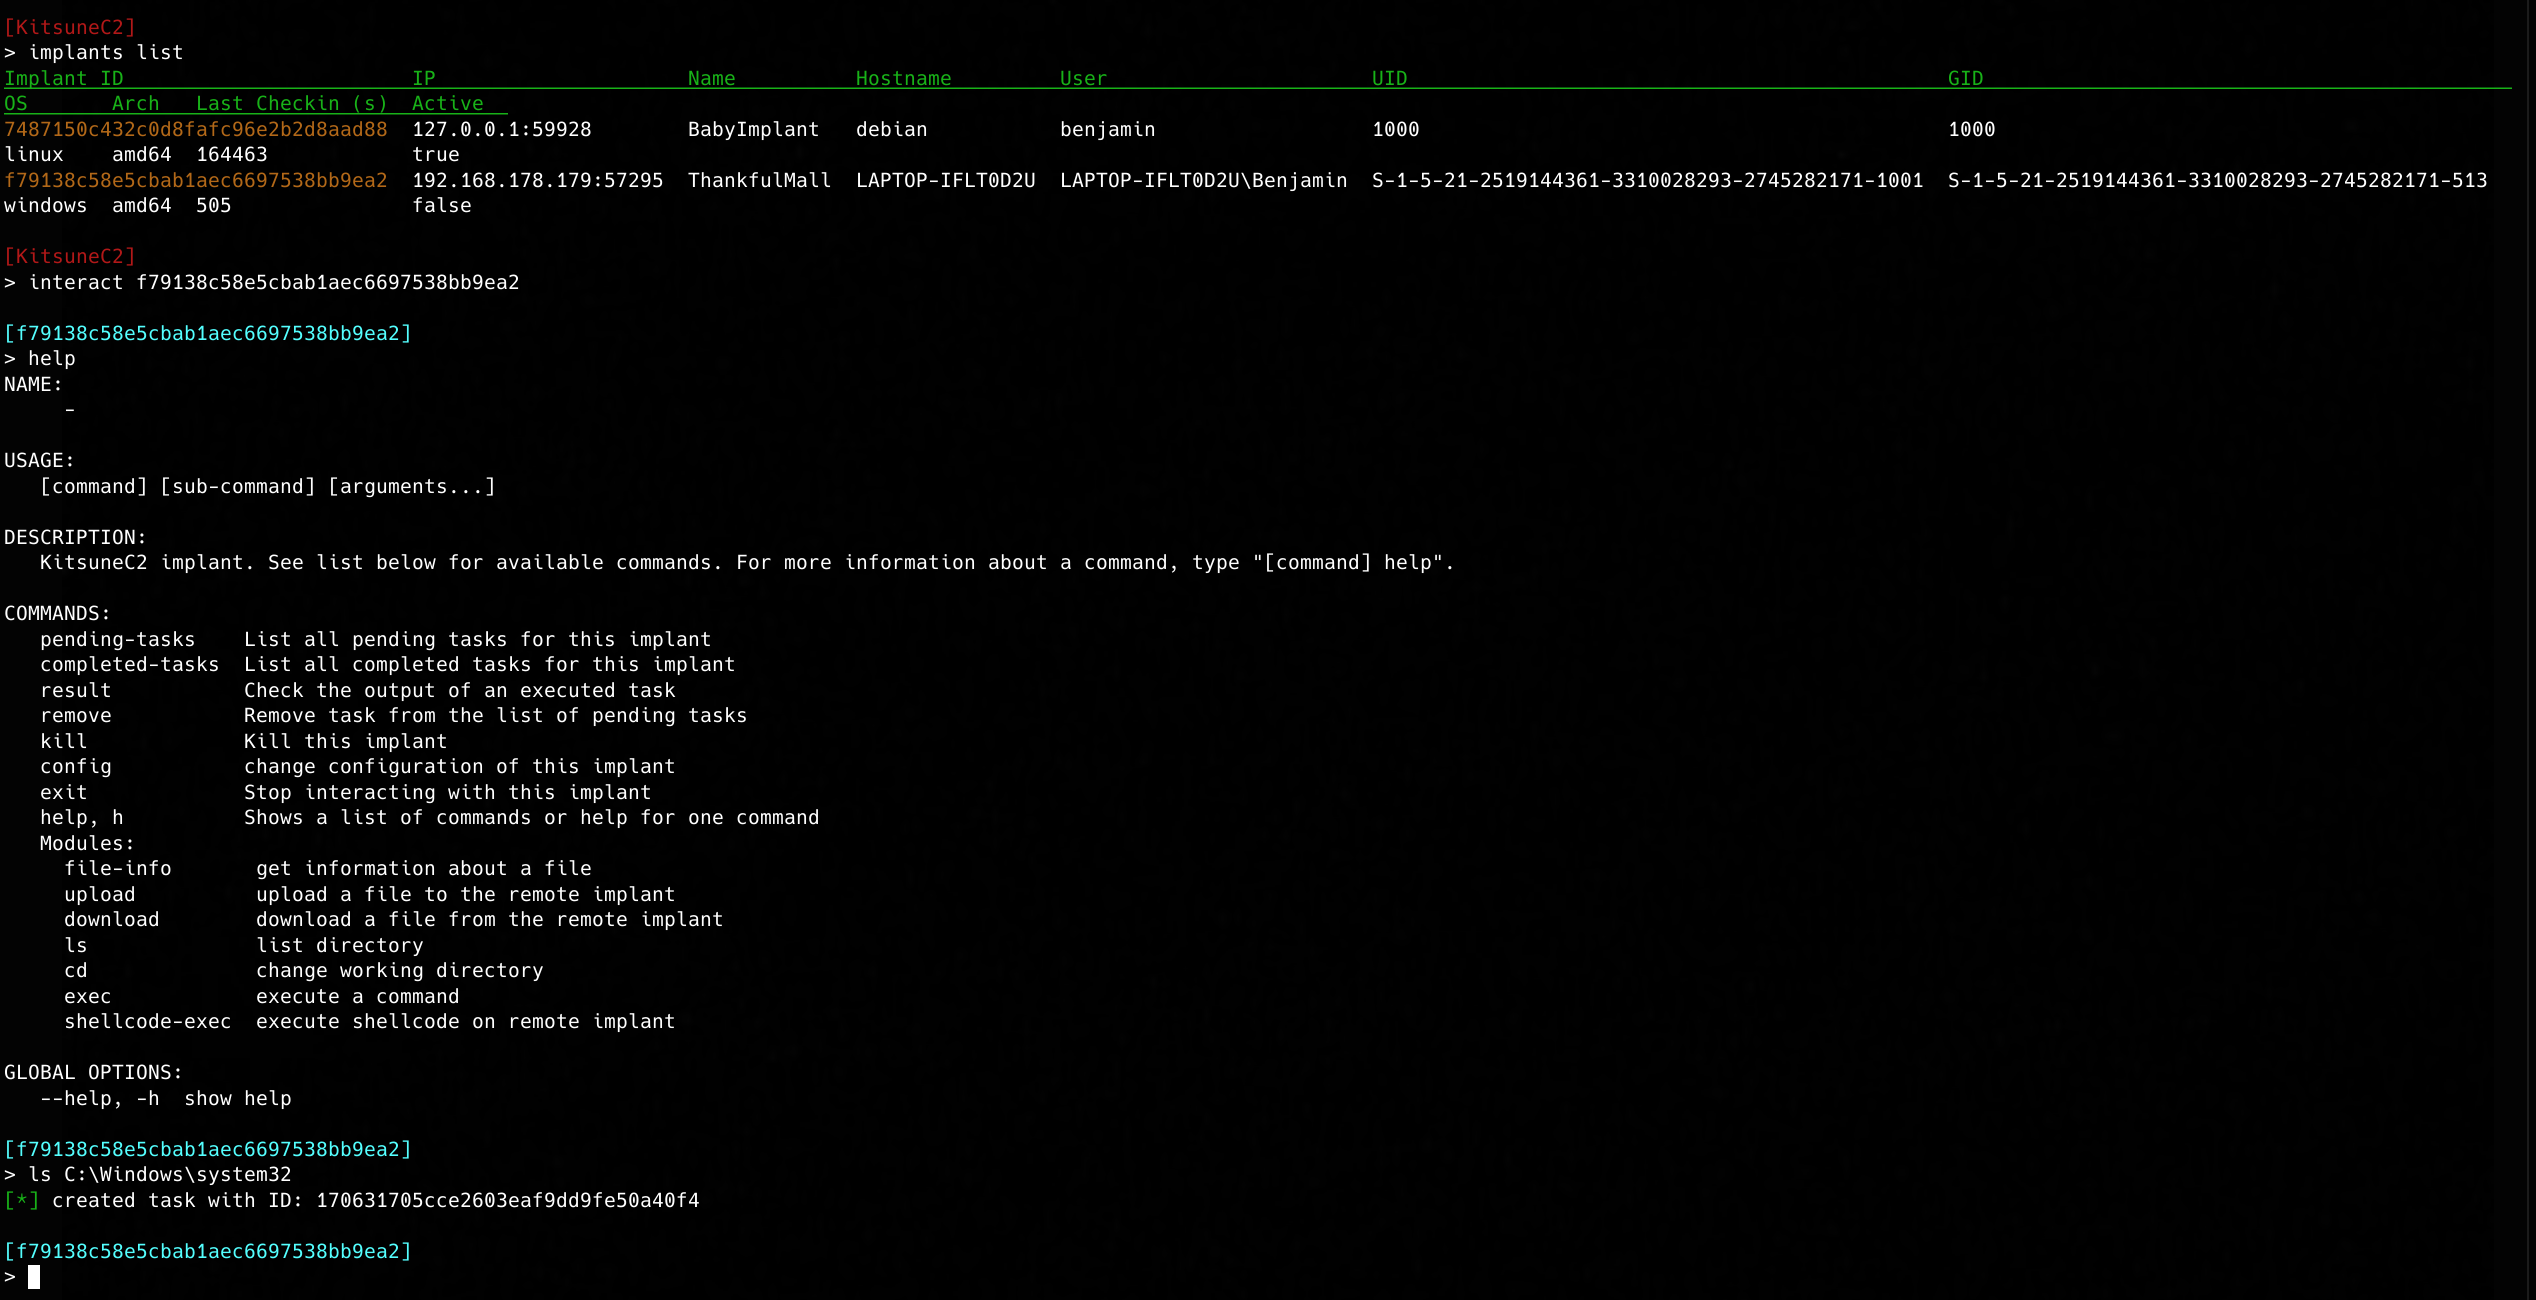 [KitsuneC2]
> implants list
Implant ID                        IP                     Name          Hostname         User                      UID                                             GID
OS       Arch   Last Checkin (s)  Active
7487150c432c0d8fafc96e2b2d8aad88  127.0.0.1:59928        BabyImplant   debian           benjamin                  1000                                            1000
linux    amd64  164463            true
f79138c58e5cbab1aec6697538bb9ea2  192.168.178.179:57295  ThankfulMall  LAPTOP-IFLT0D2U  LAPTOP-IFLT0D2U\Benjamin  S-1-5-21-2519144361-3310028293-2745282171-1001  S-1-5-21-2519144361-3310028293-2745282171-513
windows  amd64  505               false

[KitsuneC2]
> interact f79138c58e5cbab1aec6697538bb9ea2

[f79138c58e5cbab1aec6697538bb9ea2]
> help
NAME:
     -

USAGE:
   [command] [sub-command] [arguments...]

DESCRIPTION:
   KitsuneC2 implant. See list below for available commands. For more information about a command, type "[command] help".

COMMANDS:
   pending-tasks    List all pending tasks for this implant
   completed-tasks  List all completed tasks for this implant
   result           Check the output of an executed task
   remove           Remove task from the list of pending tasks
   kill             Kill this implant
   config           change configuration of this implant
   exit             Stop interacting with this implant
   help, h          Shows a list of commands or help for one command
   Modules:
     file-info       get information about a file
     upload          upload a file to the remote implant
     download        download a file from the remote implant
     ls              list directory
     cd              change working directory
     exec            execute a command
     shellcode-exec  execute shellcode on remote implant

GLOBAL OPTIONS:
   --help, -h  show help

[f79138c58e5cbab1aec6697538bb9ea2]
> ls C:\Windows\system32
[*] created task with ID: 170631705cce2603eaf9dd9fe50a40f4

[f79138c58e5cbab1aec6697538bb9ea2]
>